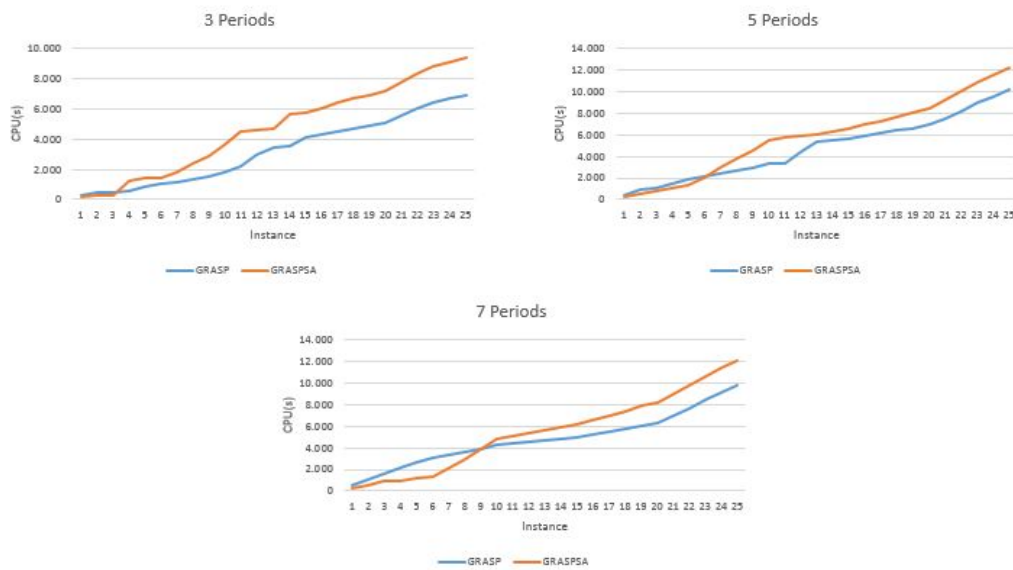 3 Periods
10.000
8.000
6.000
4.000
2.000
0
CPU(s)
1 2 3 4 5 6 7 8 9 10 11 12 13 14 15 16 17 18 19 20 21 22 23 24 25
Instance
GRASP GRASPSA
5 Periods
14.000
12.000
10.000
8.000
6.000
4.000
2.000
0
CPU(s)
1 2 3 4 5 6 7 8 9 10 11 12 13 14 15 16 17 18 19 20 21 22 23 24 25
Instance
GRASP GRASPSA
7 Periods
14.000
12.000
10.000
8.000
6.000
4.000
2.000
0
CPU(s)
1 2 3 4 5 6 7 8 9 10 11 12 13 14 15 16 17 18 19 20 21 22 23 24 25
Instance
GRASP GRASPSA